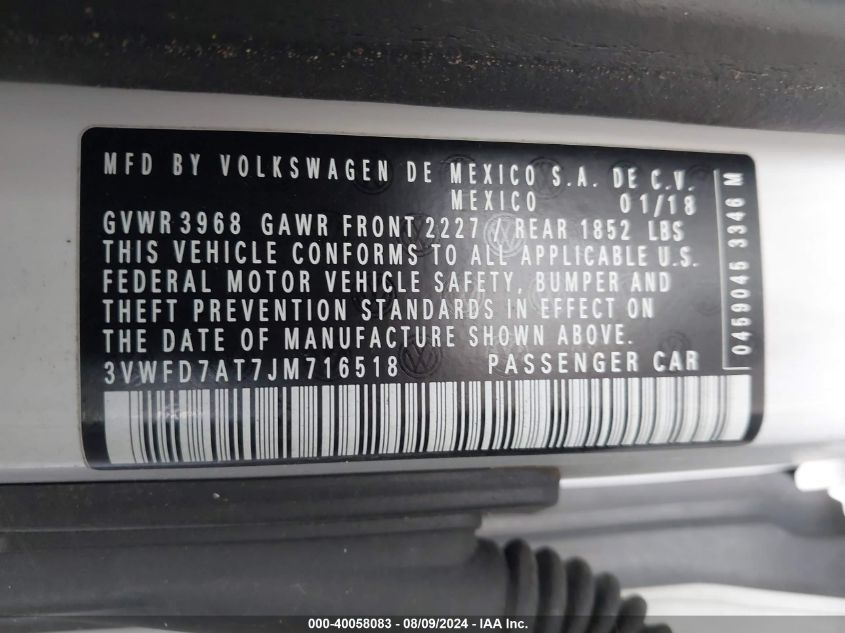 MFD BY VOLKSWAGEN DE MEXICO S.A. DE C.V.
MEXICO 01/18
GVWR 3968 GAWR FRONT 2227 / REAR 1852 LBS
THIS VEHICLE CONFORMS TO ALL APPLICABLE U.S.
FEDERAL MOTOR VEHICLE SAFETY, BUMPER AND
THEFT PREVENTION STANDARDS IN EFFECT ON
THE DATE OF MANUFACTURE SHOWN ABOVE.
3VWFD7AT7JM716518 PASSENGER CAR
0459045 3346 M
000-40058083 - 08/09/2024 - IAA Inc.